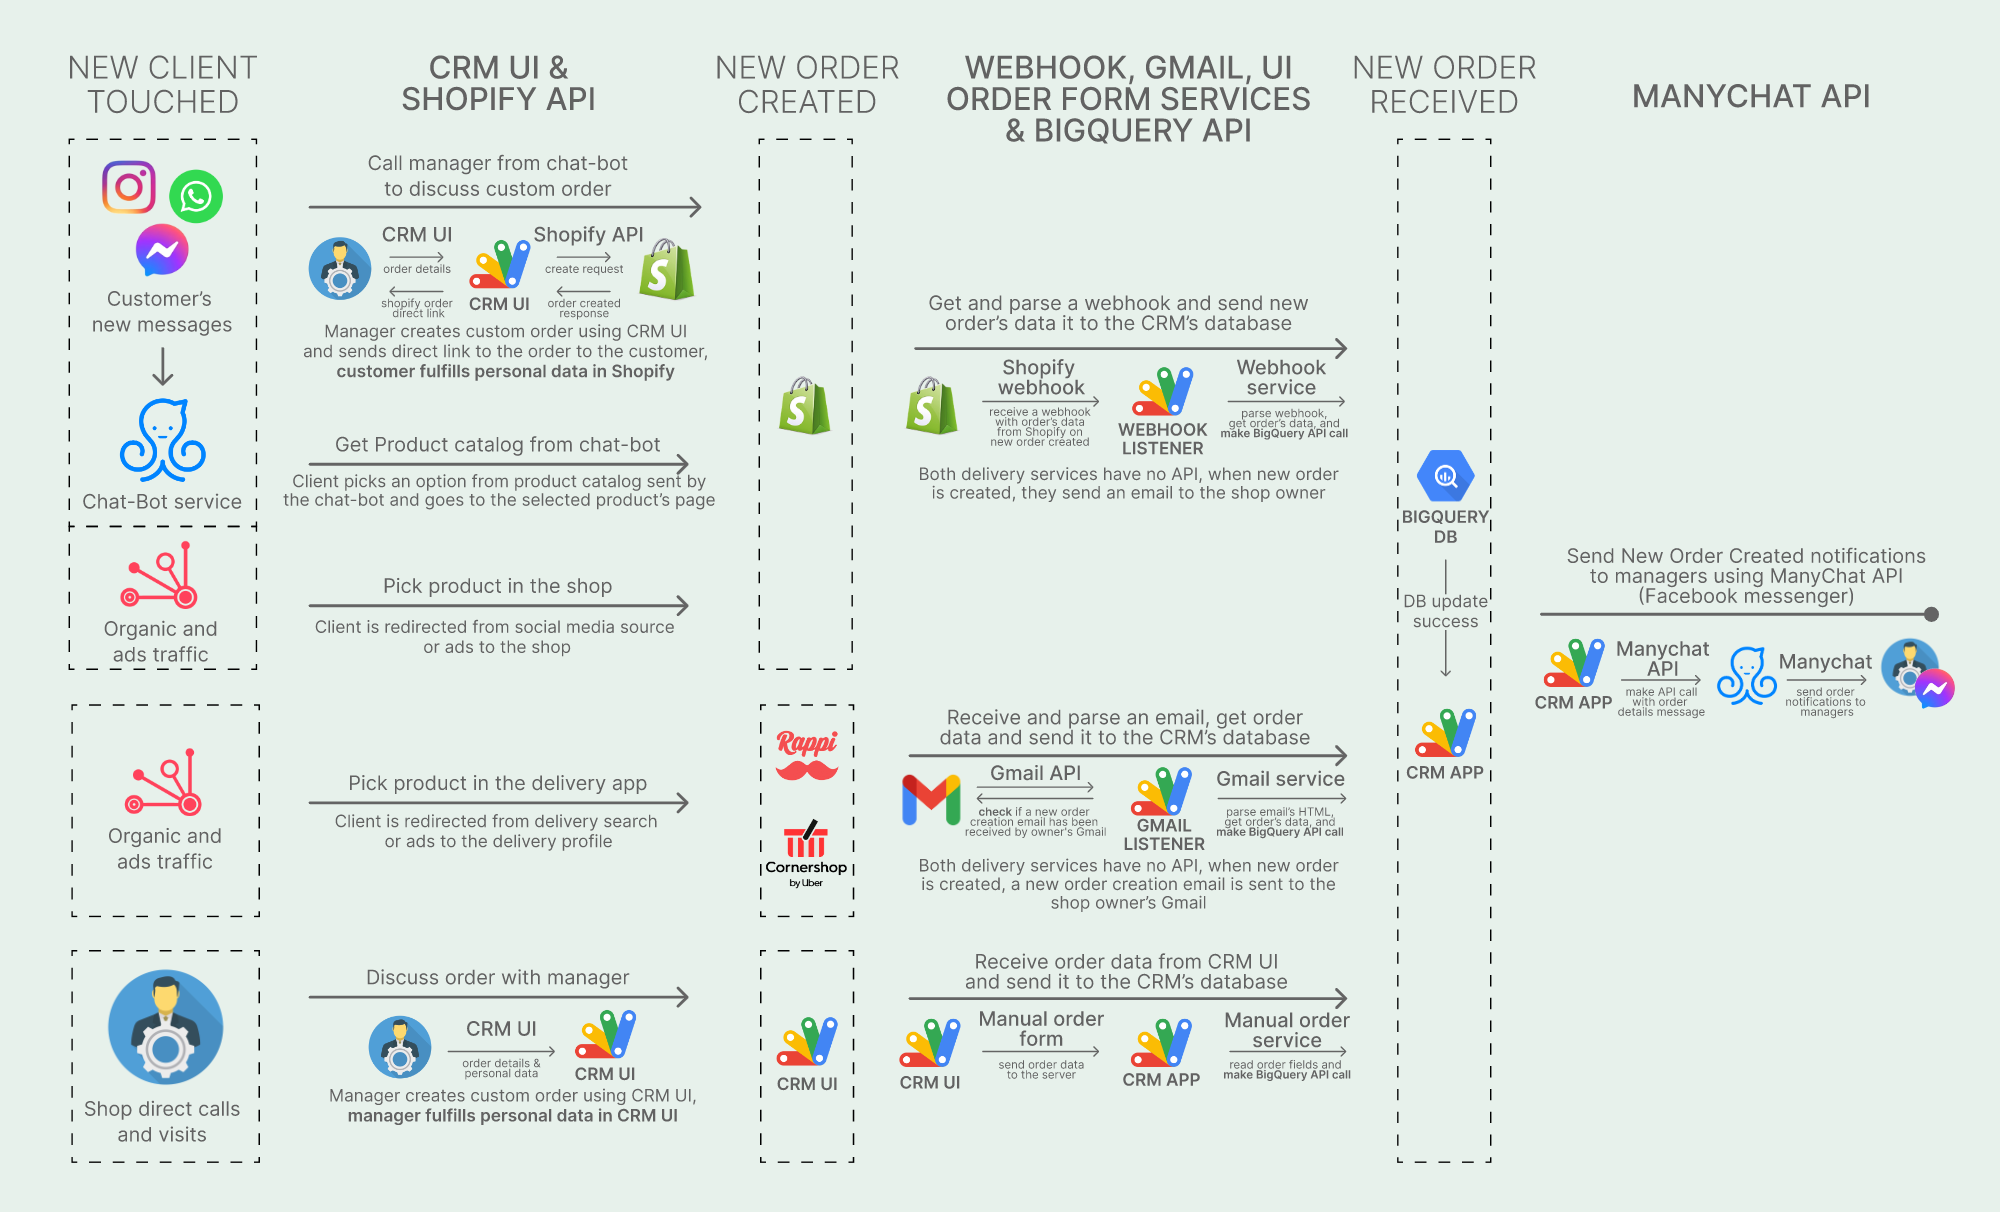 NEW CLIENT
TOUCHED
CRM UI &
SHOPIFY API
NEW ORDER
CREATED
WEBHOOK, GMAIL, UI
ORDER FORM SERVICES
& BIGQUERY API
NEW ORDER
RECEIVED
MANYCHAT API
Customer's
new messages
Chat-Bot service
Organic and
ads traffic
Call manager from chat-bot
to discuss custom order
CRM UI
order details
shopify order
direct link
CRM UI
Shopify API
create request
order created
response
S
Manager creates custom order using CRM UI
and sends direct link to the order to the customer,
customer fulfills personal data in Shopify
Get Product catalog from chat-bot
Client picks an option from product catalog sent by
the chat-bot and goes to the selected product's page
Pick product in the shop
Client is redirected from social media source
or ads to the shop
S
Get and parse a webhook and send new
order's data it to the CRM's database
S
Shopify
webhook
receive a webhook
with order's data
from Shopify on
new order created
WEBHOOK
LISTENER
Webhook
service
parse webhook,
get order's data, and
make BigQuery API call
Both delivery services have no API, when new order
is created, they send an email to the shop owner
BIGQUERY
DB
DB update
success
CRM APP
Send New Order Created notifications
to managers using ManyChat API
(Facebook messenger)
CRM APP
Manychat
API
make API call
with order
details message
Manychat
send order
notifications to
managers
Organic and
ads traffic
Pick product in the delivery app
Client is redirected from delivery search
or ads to the delivery profile
Rappi
Cornershop
by Uber
Receive and parse an email, get order
data and send it to the CRM's database
Gmail API
check if a new order
creation email has been
received by owner's Gmail
GMAIL
LISTENER
Gmail service
parse email's HTML,
get order's data, and
make BigQuery API call
Both delivery services have no API, when new order
is created, a new order creation email is sent to the
shop owner's Gmail
Shop direct calls
and visits
Discuss order with manager
CRM UI
order details &
personal data
CRM UI
Manager creates custom order using CRM UI,
manager fulfills personal data in CRM UI
CRM UI
Receive order data from CRM UI
and send it to the CRM's database
CRM UI
Manual order
form
send order data
to the server
CRM APP
Manual order
service
read order fields and
make BigQuery API call